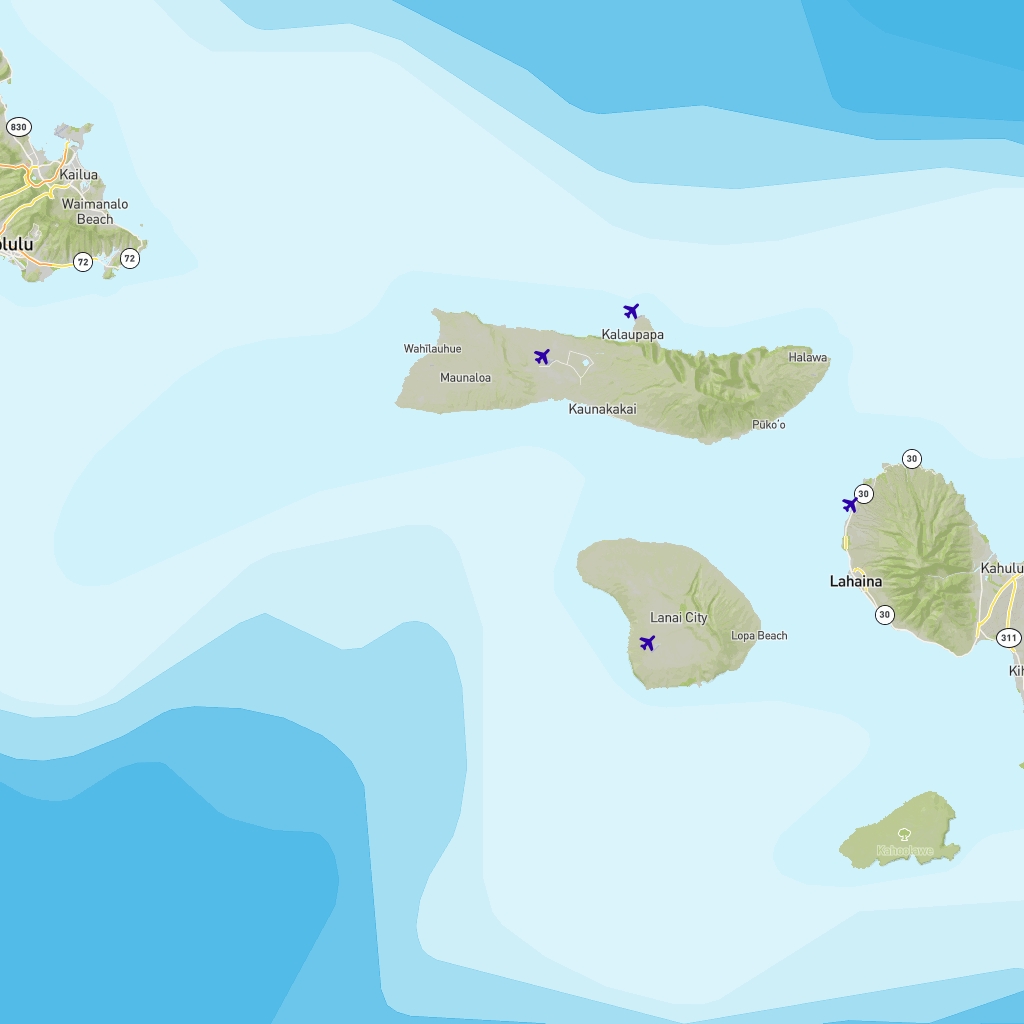 830
Kailua
Waimanalo
Beach
olulu
72
72
Kalaupapa
Wahīlauhue
Halawa
Maunaloa
Kaunakakai
Pūkoʻo
30
30
Kahulu
Lahaina
30
Lanai City
Lopa Beach
311
Kih
Kahoolawe